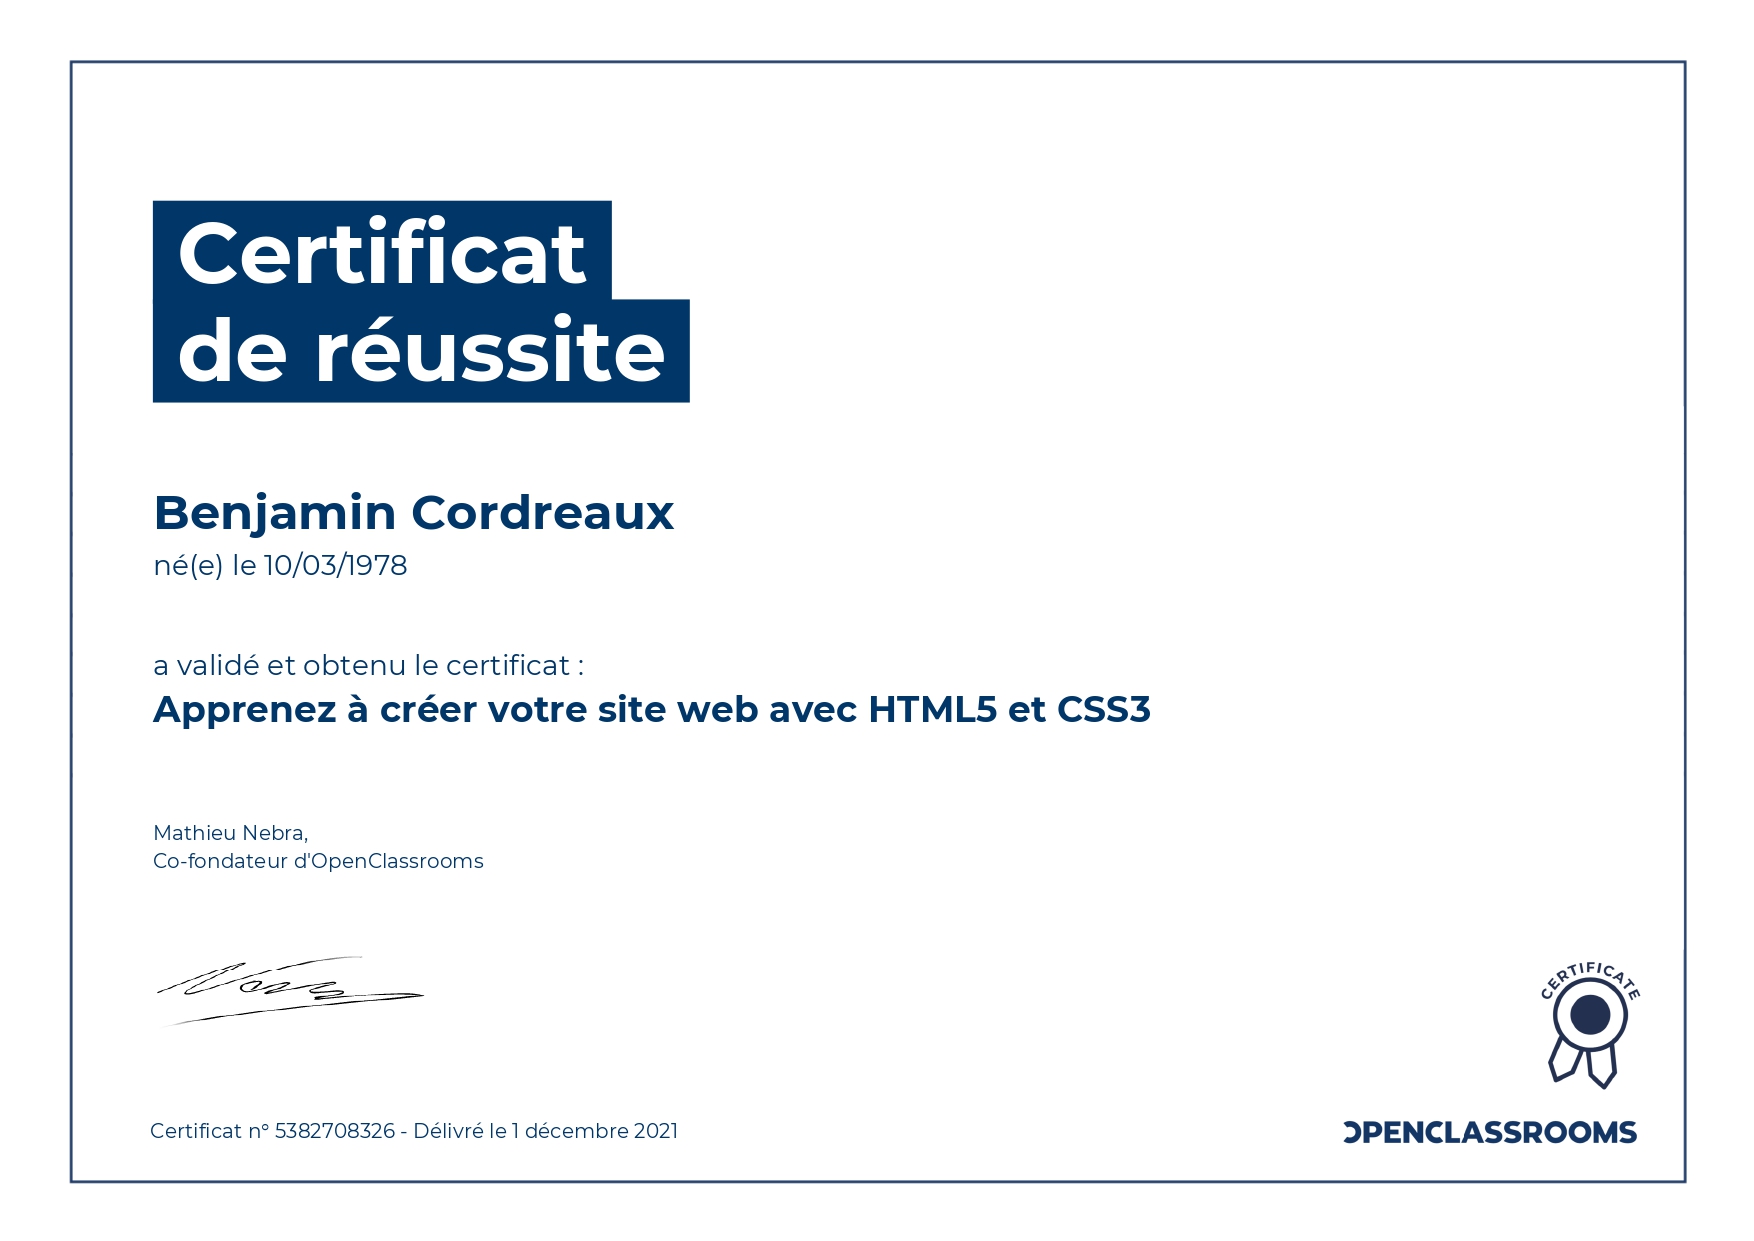 Certificat
de réussite
Benjamin Cordreaux
né(e) le 10/03/1978
a validé et obtenu le certificat :
Apprenez à créer votre site web avec HTML5 et CSS3
Mathieu Nebra,
Co-fondateur d'OpenClassrooms
CERTIFICATE
Certificat n° 5382708326 - Délivré le 1 décembre 2021
OPENCLASSROOMS